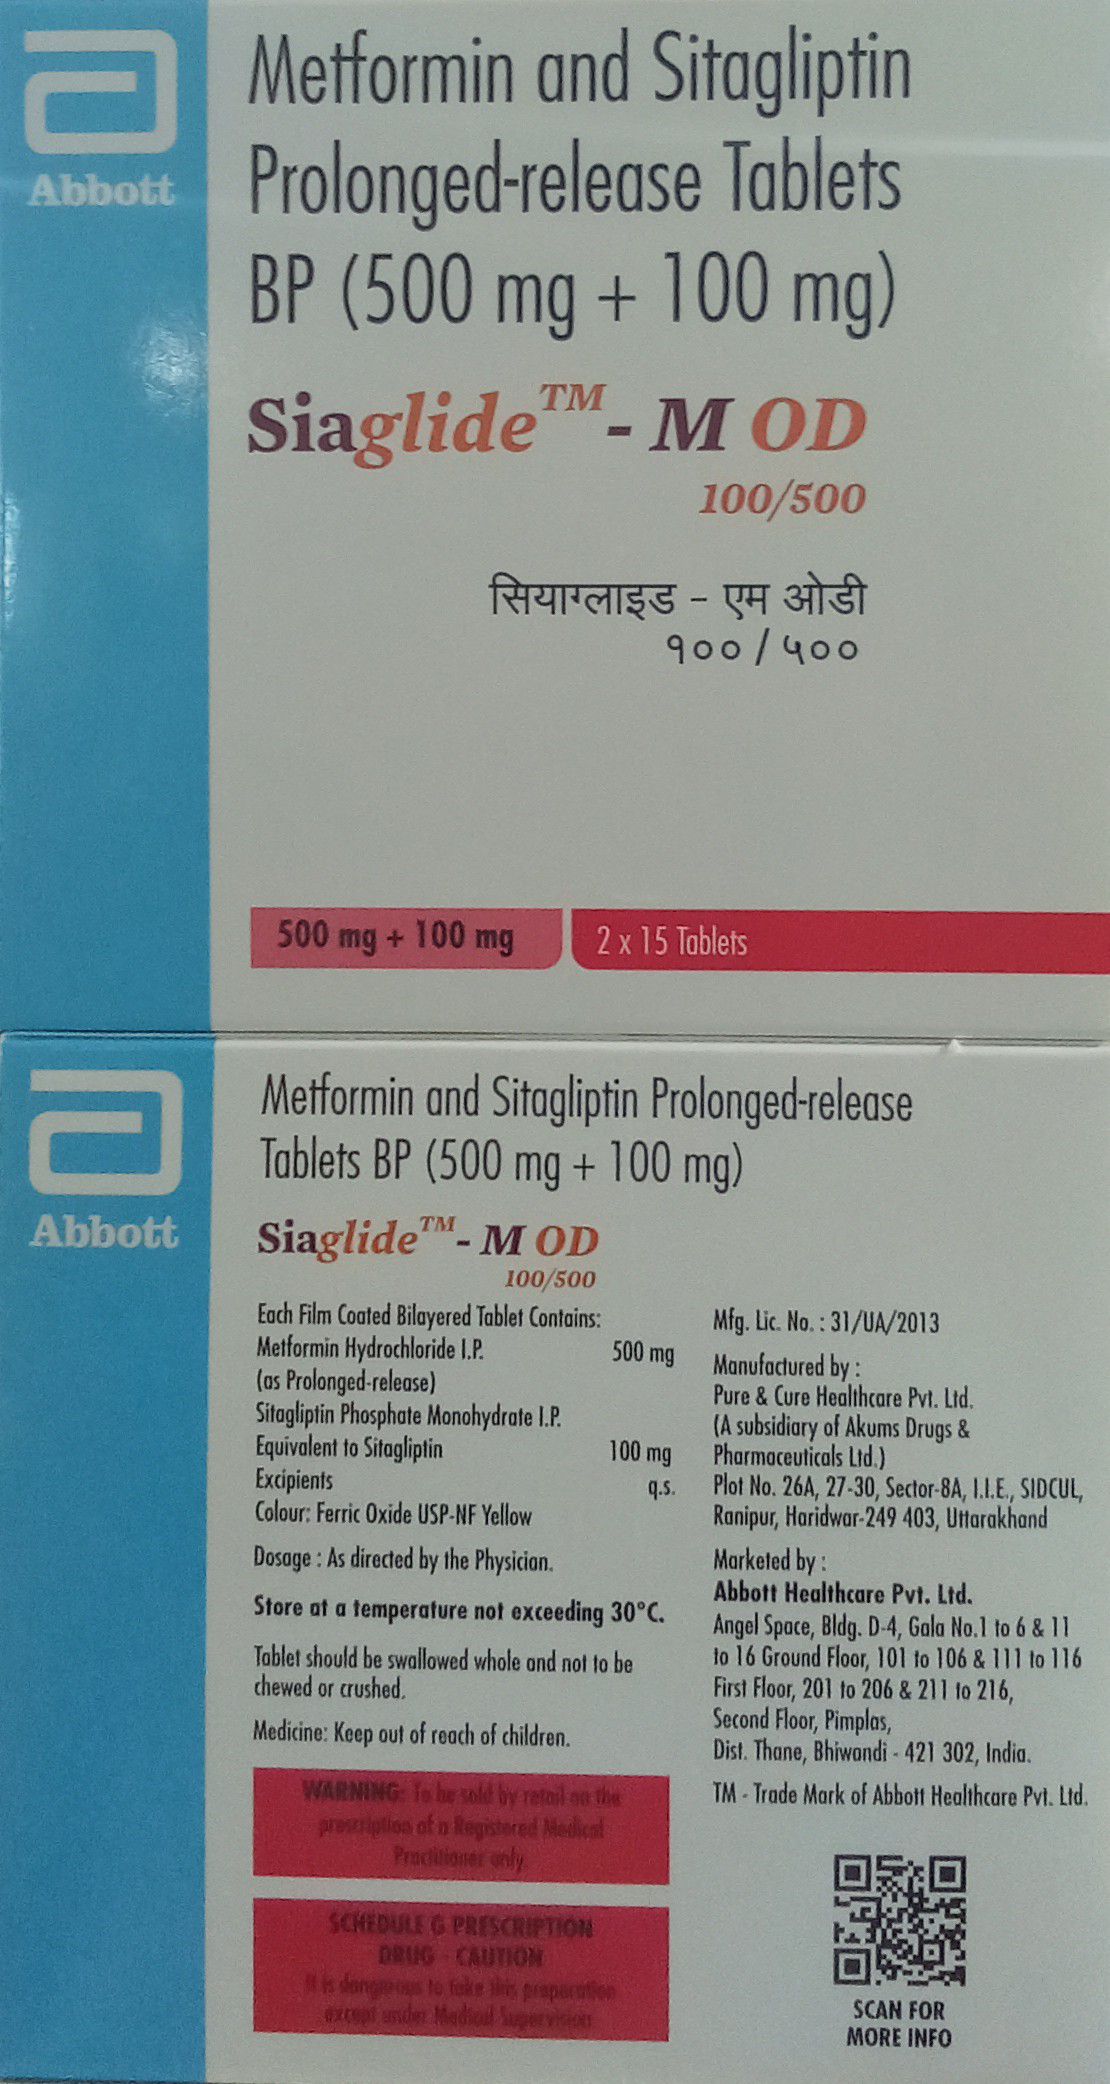 Abbott
Metformin and Sitagliptin
Prolonged-release Tablets
BP (500 mg + 100 mg)
Siaglide™- M OD
100/500
सियाग्लाइड - एम ओडी
१०० / ५००
500 mg + 100 mg
2 x 15 Tablets
Abbott
Metformin and Sitagliptin Prolonged-release
Tablets BP (500 mg + 100 mg)
Siaglide™- M OD
100/500
Each Film Coated Bilayered Tablet Contains:
Metformin Hydrochloride I.P. 500 mg
(as Prolonged-release)
Sitagliptin Phosphate Monohydrate I.P.
Equivalent to Sitagliptin 100 mg
Excipients q.s.
Colour: Ferric Oxide USP-NF Yellow
Dosage : As directed by the Physician.
Store at a temperature not exceeding 30°C.
Tablet should be swallowed whole and not to be
chewed or crushed.
Medicine: Keep out of reach of children.
WARNING: To be sold by retail on the
prescription of a Registered Medical
Practitioner only
SCHEDULE G PRESCRIPTION
DRUG - CAUTION
It is dangerous to take this preparation
except under Medical Supervision
Mfg. Lic. No. : 31/UA/2013
Manufactured by :
Pure & Cure Healthcare Pvt. Ltd.
(A subsidiary of Akums Drugs &
Pharmaceuticals Ltd.)
Plot No. 26A, 27-30, Sector-8A, I.I.E., SIDCUL,
Ranipur, Haridwar-249 403, Uttarakhand
Marketed by :
Abbott Healthcare Pvt. Ltd.
Angel Space, Bldg. D-4, Gala No.1 to 6 & 11
to 16 Ground Floor, 101 to 106 & 111 to 116
First Floor, 201 to 206 & 211 to 216,
Second Floor, Pimplas,
Dist. Thane, Bhiwandi - 421 302, India.
TM - Trade Mark of Abbott Healthcare Pvt. Ltd.
SCAN FOR
MORE INFO